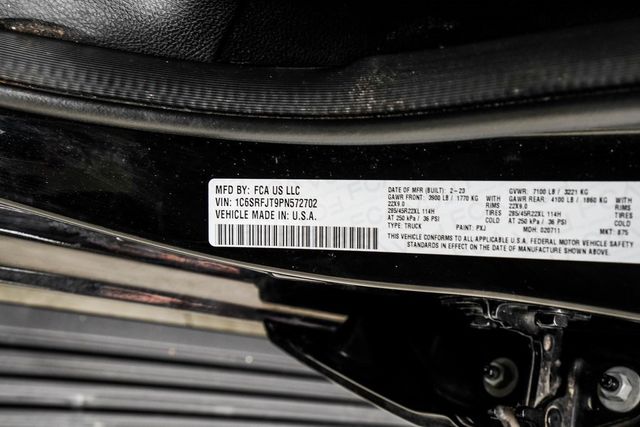 MFD BY: FCA US LLC
VIN: 1C6SRFJT9PN572702
VEHICLE MADE IN: U.S.A.
DATE OF MFR (BUILT): 2-23 GVWR: 7100 LB / 3221 KG
GAWR FRONT: 3900 LB / 1770 KG GAWR REAR: 4100 LB / 1860 KG
22X9.0 RIMS 22X9.0 RIMS
285/45R22XL 114H TIRES 285/45R22XL 114H TIRES
AT 250 kPa / 36 PSI COLD AT 250 kPa / 36 PSI COLD
TYPE: TRUCK PAINT: PXJ MDH: 020711 MKT: 875
THIS VEHICLE CONFORMS TO ALL APPLICABLE U.S.A. FEDERAL MOTOR VEHICLE SAFETY
STANDARDS IN EFFECT ON THE DATE OF MANUFACTURE SHOWN ABOVE.